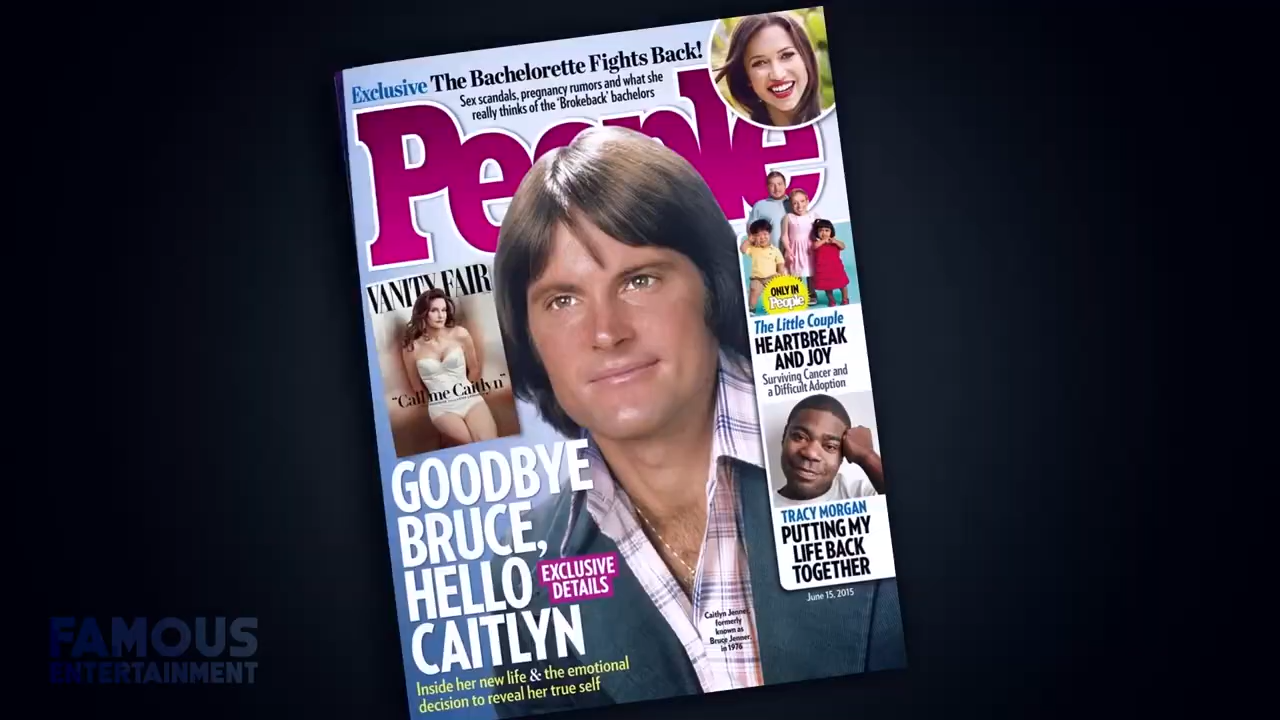 Exclusive The Bachelorette Fights Back!
Sex scandals, pregnancy rumors and what she
really thinks of the 'Brokeback' bachelors
People
VANITY FAIR
"Call me Caitlyn"
GOODBYE
BRUCE,
HELLO
CAITLYN
EXCLUSIVE
DETAILS
Inside her new life & the emotional
decision to reveal her true self
Caitlyn Jenner,
formerly
known as
Bruce Jenner,
in 1976
ONLY IN
People
The Little Couple
HEARTBREAK
AND JOY
Surviving Cancer and
a Difficult Adoption
TRACY MORGAN
PUTTING MY
LIFE BACK
TOGETHER
June 15, 2015
FAMOUS
ENTERTAINMENT